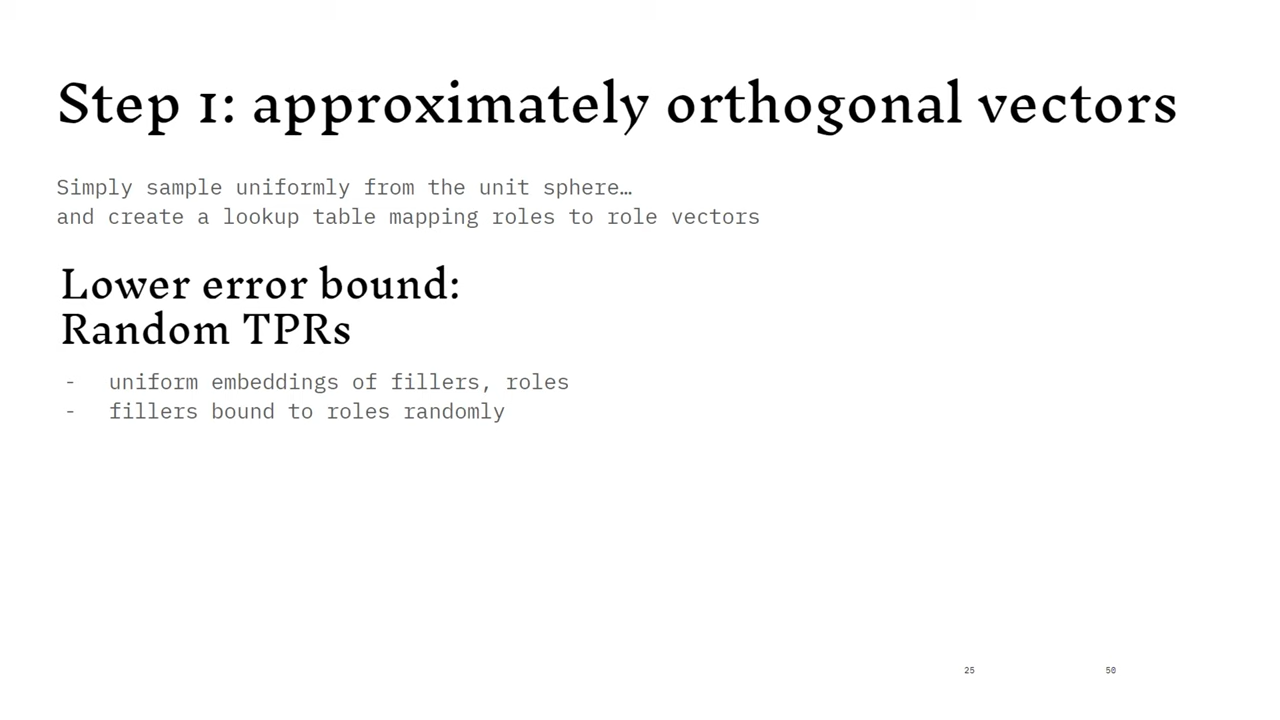 Step 1: approximately orthogonal vectors
Simply sample uniformly from the unit sphere…
and create a lookup table mapping roles to role vectors
Lower error bound:
Random TPRs
- uniform embeddings of fillers, roles
- fillers bound to roles randomly
25 50